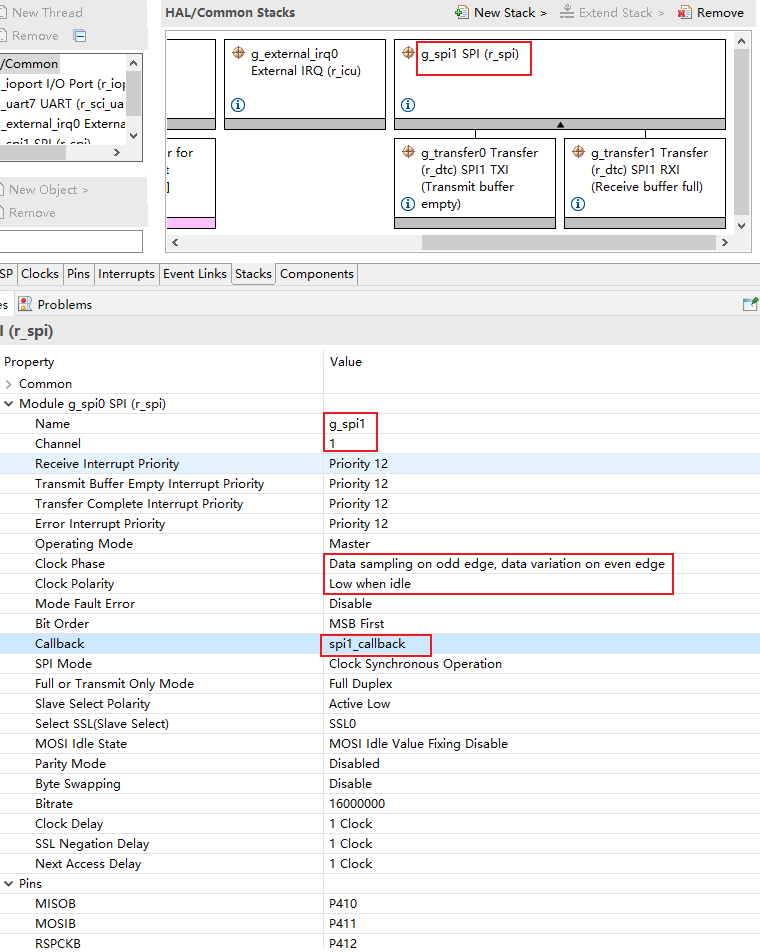 New Thread
Remove
/Common
_ioport I/O Port (r_iop
_uart7 UART (r_sci_ua
_external_irq0 Externa
_spi1 SPI (r_spi)
New Object >
Remove
HAL/Common Stacks
New Stack >
Extend Stack >
Remove
g_external_irq0
External IRQ (r_icu)
g_spi1 SPI (r_spi)
r for
t
]
g_transfer0 Transfer
(r_dtc) SPI1 TXI
(Transmit buffer
empty)
g_transfer1 Transfer
(r_dtc) SPI1 RXI
(Receive buffer full)
SP Clocks Pins Interrupts Event Links Stacks Components
es Problems
I (r_spi)
Property Value
Common
Module g_spi0 SPI (r_spi)
Name g_spi1
Channel 1
Receive Interrupt Priority Priority 12
Transmit Buffer Empty Interrupt Priority Priority 12
Transfer Complete Interrupt Priority Priority 12
Error Interrupt Priority Priority 12
Operating Mode Master
Clock Phase Data sampling on odd edge, data variation on even edge
Clock Polarity Low when idle
Mode Fault Error Disable
Bit Order MSB First
Callback spi1_callback
SPI Mode Clock Synchronous Operation
Full or Transmit Only Mode Full Duplex
Slave Select Polarity Active Low
Select SSL(Slave Select) SSL0
MOSI Idle State MOSI Idle Value Fixing Disable
Parity Mode Disabled
Byte Swapping Disable
Bitrate 16000000
Clock Delay 1 Clock
SSL Negation Delay 1 Clock
Next Access Delay 1 Clock
Pins
MISOB P410
MOSIB P411
RSPCKB P412